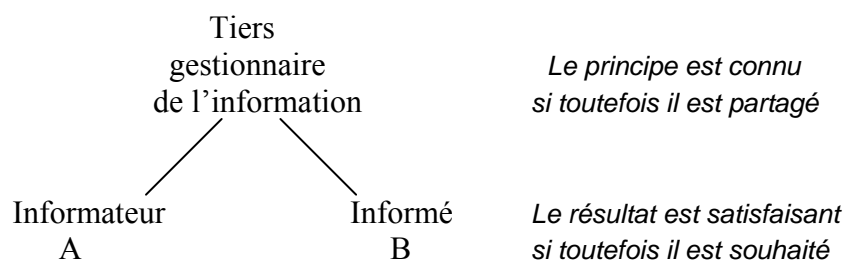 Tiers
gestionnaire
de l’information
Le principe est connu
si toutefois il est partagé
Informateur
A
Informé
B
Le résultat est satisfaisant
si toutefois il est souhaité